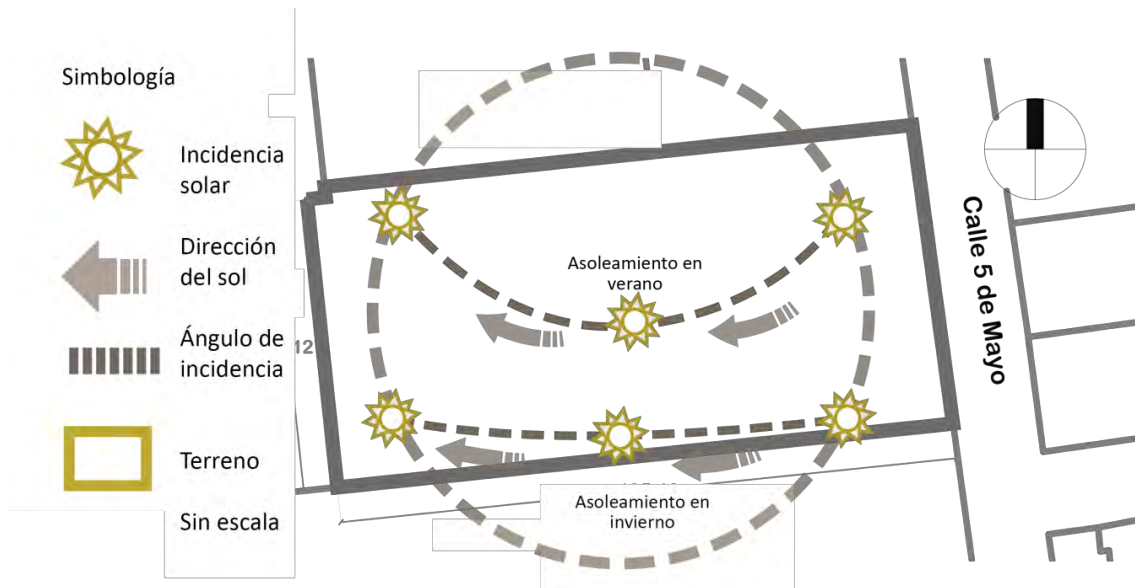 Simbología
Incidencia
solar
Dirección
del sol
Ángulo de
incidencia
12
Terreno
Sin escala
Asoleamiento en
verano
Asoleamiento en
invierno
Calle 5 de Mayo